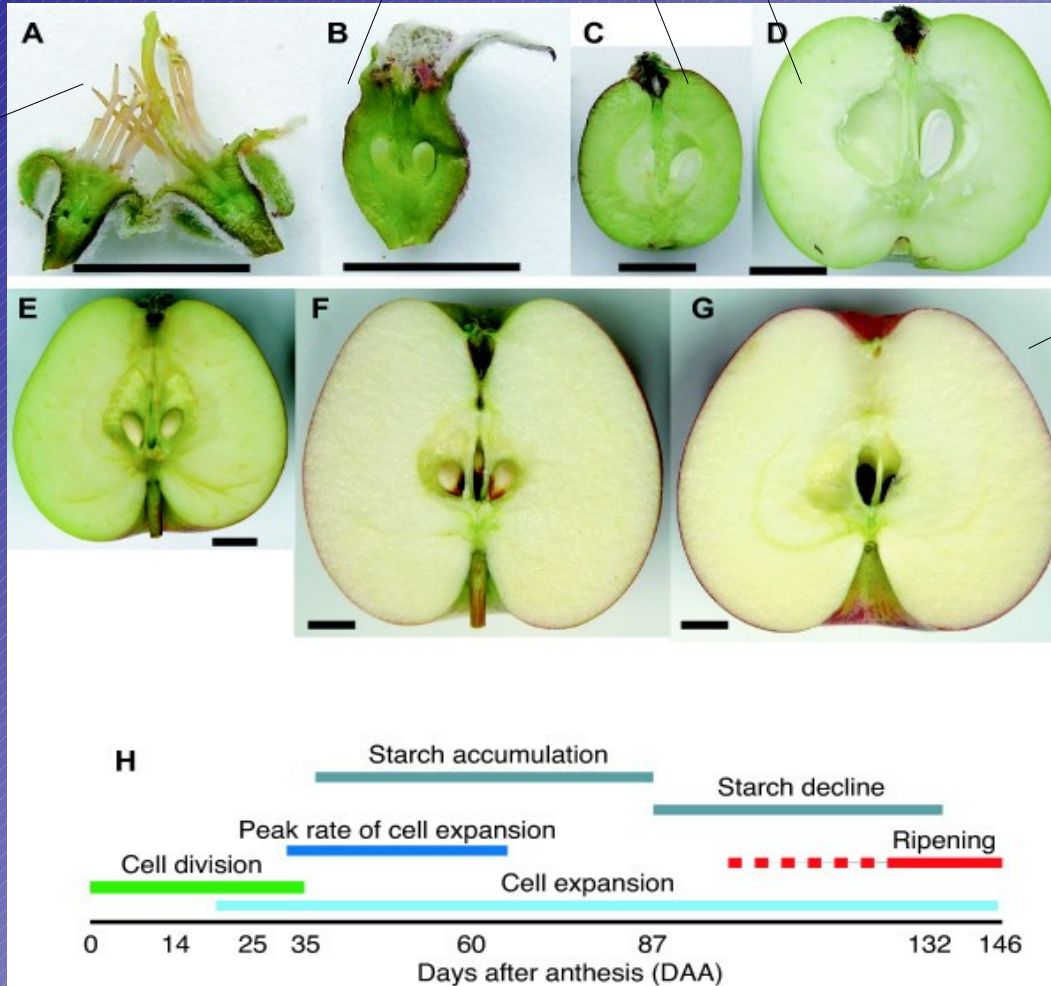 A
B
C
D
E
F
G
H
Starch accumulation
Starch decline
Peak rate of cell expansion
Ripening
Cell division
Cell expansion
0 14 25 35 60 87 132 146
Days after anthesis (DAA)